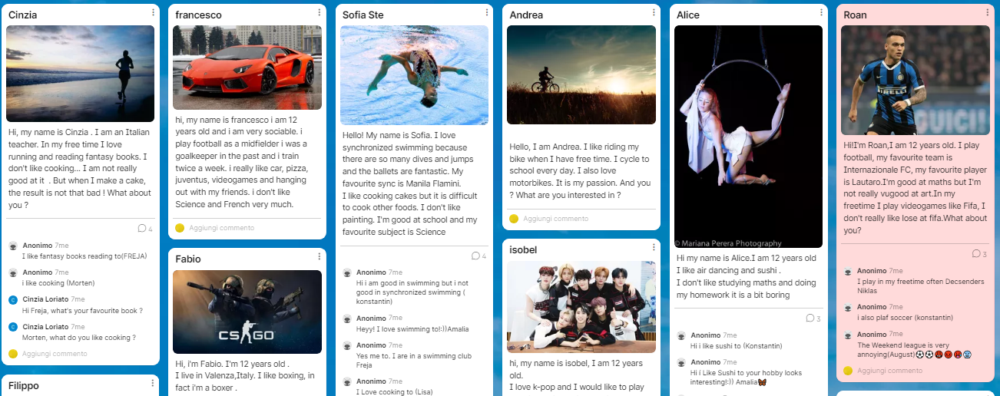 Cinzia
Hi, my name is Cinzia . I am an Italian
teacher. In my free time I love
running and reading fantasy books. I
don't like cooking... I am not really
good at it . But when I make a cake,
the result is not that bad ! What about
you ?
4
Anonimo 7me
I like fantasy books reading to(FREJA)
Anonimo 7me
i like cooking (Morten)
C
Cinzia Loriato 7me
Hi Freja, what's your favourite book ?
C
Cinzia Loriato 7me
Morten, what do you like cooking ?
Aggiungi commento
Filippo
francesco
hi, my name is francesco i am 12
years old and i am very sociable. i
play football as a midfielder i was a
goalkeeper in the past and i train
twice a week. i really like car, pizza,
juventus, videogames and hanging
out with my friends. i don't like
Science and French very much.
Aggiungi commento
Fabio
CS GO
Hi, i'm Fabio. I'm 12 years old .
I live in Valenza,Italy. I like boxing, in
fact i'm a boxer .
Sofia Ste
Hello! My name is Sofia. I love
synchronized swimming because
there are so many dives and jumps
and the ballets are fantastic. My
favourite sync is Manila Flamini.
I like cooking cakes but it is difficult
to cook other foods. I don't like
painting. I'm good at school and my
favourite subject is Science
4
Anonimo 7me
Hi i am good in swimming but i not
good in synchronized swimming (
konstantin)
Anonimo 7me
Heyy! I love swimming to!:))Amalia
Anonimo 7me
Yes me to. I are in a swimming club
Freja
Anonimo 7me
I Love cooking to (Lisa)
Andrea
Hello, I am Andrea. I like riding my
bike when I have free time. I cycle to
school every day. I also love
motorbikes. It is my passion. And you
? What are you interested in ?
Aggiungi commento
isobel
hi, my name is isobel, I am 12 years
old.
I love k-pop and I would like to play
Alice
© Mariana Perera Photography
Hi my name is Alice.I am 12 years old
I like air dancing and sushi .
I don't like studying maths and doing
my homework it is a bit boring
3
Anonimo 7me
Hi i like sushi to (Konstantin)
Anonimo 7me
Hi i Like Sushi to your hobby looks
interesting!:)) Amalia🦋
Anonimo 7me
Roan
IRELLI
GUICI!
Hi!I'm Roan,I am 12 years old. I play
football, my favourite team is
Internazionale FC, my favourite player
is Lautaro.I'm good at maths but I'm
not really vugood at art.In my
freetime I play videogames like Fifa, I
don't really like lose at fifa.What about
you?
3
Anonimo 7me
I play in my freetime often Decsenders
Niklas
Anonimo 7me
i also plaf soccer (konstantin)
Anonimo 7me
The Weekend league is very
annoying(August)⚽⚽🤬😡🥵🥶
Aggiungi commento